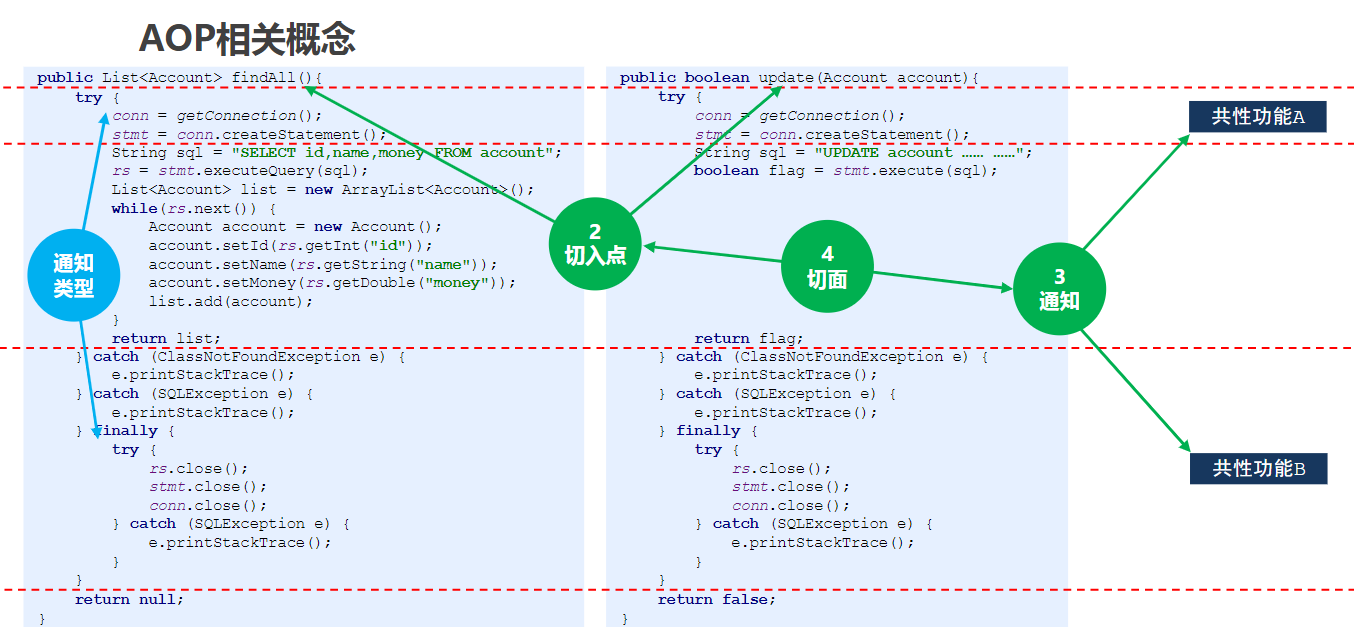 AOP相关概念
public List<Account> findAll(){
try {
conn = getConnection();
stmt = conn.createStatement();
String sql = "SELECT id,name,money FROM account";
rs = stmt.executeQuery(sql);
List<Account> list = new ArrayList<Account>();
while(rs.next()) {
Account account = new Account();
account.setId(rs.getInt("id"));
account.setName(rs.getString("name"));
account.setMoney(rs.getDouble("money"));
list.add(account);
}
return list;
} catch (ClassNotFoundException e) {
e.printStackTrace();
} catch (SQLException e) {
e.printStackTrace();
} finally {
try {
rs.close();
stmt.close();
conn.close();
} catch (SQLException e) {
e.printStackTrace();
}
}
return null;
}
通知
类型
public boolean update(Account account){
try {
conn = getConnection();
stmt = conn.createStatement();
String sql = "UPDATE account …… ……";
boolean flag = stmt.execute(sql);
return flag;
} catch (ClassNotFoundException e) {
e.printStackTrace();
} catch (SQLException e) {
e.printStackTrace();
} finally {
try {
rs.close();
stmt.close();
conn.close();
} catch (SQLException e) {
e.printStackTrace();
}
}
return false;
}
2
切入点
4
切面
3
通知
共性功能A
共性功能B